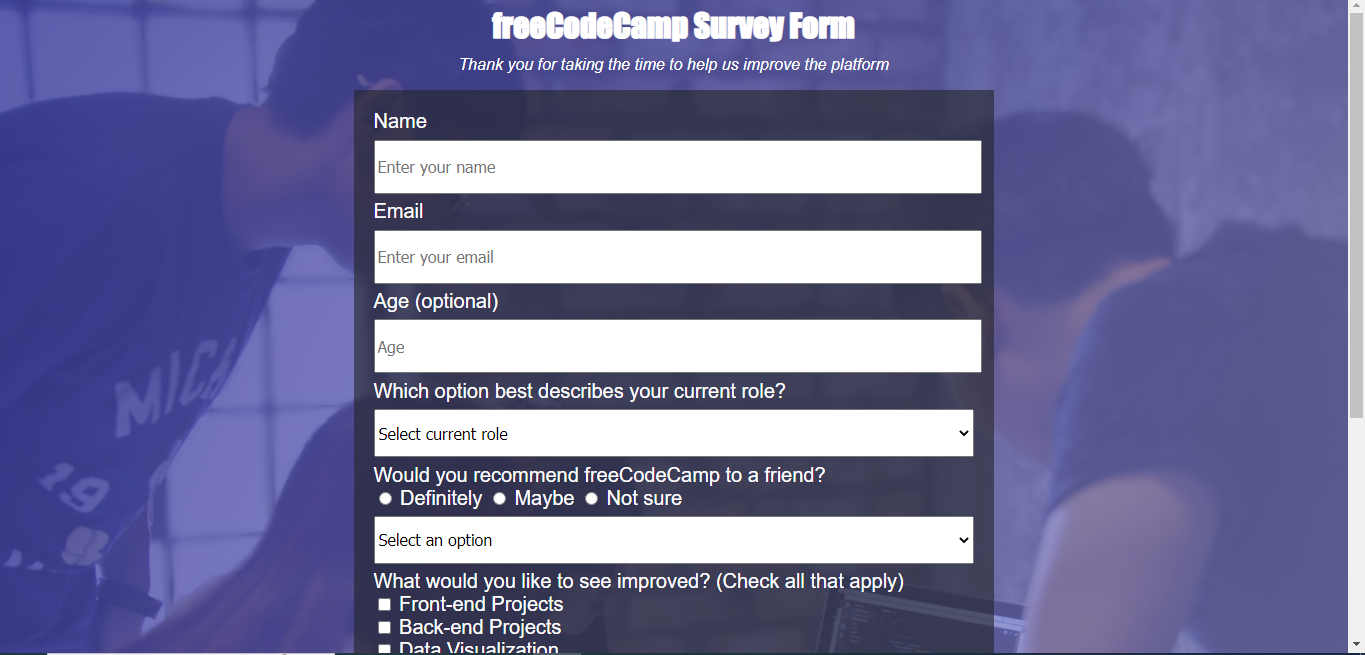 freeCodeCamp Survey Form
Thank you for taking the time to help us improve the platform
Name
Enter your name
Email
Enter your email
Age (optional)
Age
Which option best describes your current role?
Select current role
Would you recommend freeCodeCamp to a friend?
Definitely Maybe Not sure
Select an option
What would you like to see improved? (Check all that apply)
Front-end Projects
Back-end Projects
Data Visualization
MICH
19